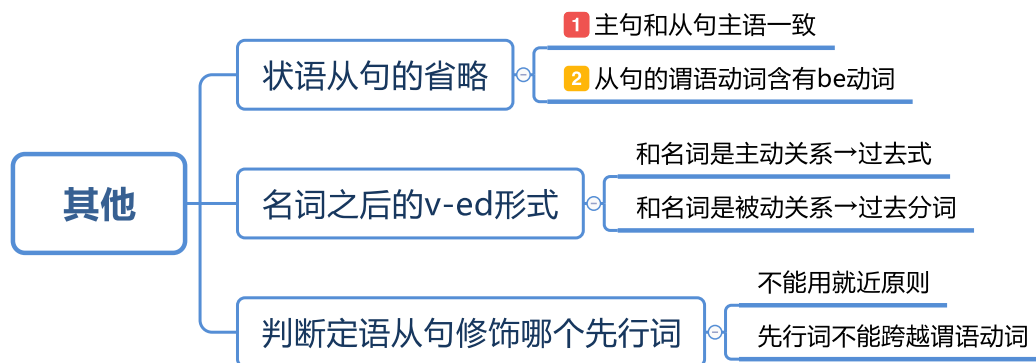 其他
状语从句的省略
1 主句和从句主语一致
2 从句的谓语动词含有be动词
名词之后的v-ed形式
和名词是主动关系→过去式
和名词是被动关系→过去分词
判断定语从句修饰哪个先行词
不能用就近原则
先行词不能跨越谓语动词